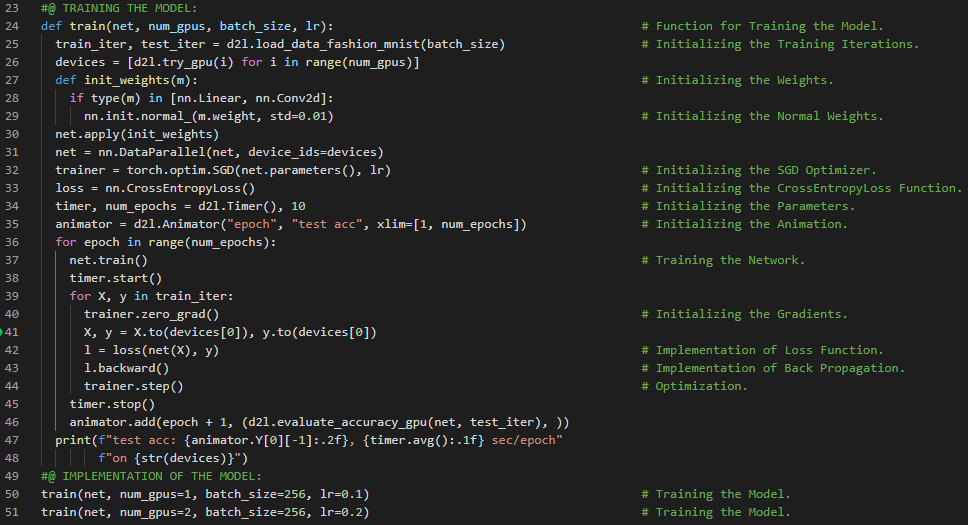 23 #@ TRAINING THE MODEL:
24 def train(net, num_gpus, batch_size, lr): # Function for Training the Model.
25 train_iter, test_iter = d2l.load_data_fashion_mnist(batch_size) # Initializing the Training Iterations.
26 devices = [d2l.try_gpu(i) for i in range(num_gpus)]
27 def init_weights(m): # Initializing the Weights.
28 if type(m) in [nn.Linear, nn.Conv2d]:
29 nn.init.normal_(m.weight, std=0.01) # Initializing the Normal Weights.
30 net.apply(init_weights)
31 net = nn.DataParallel(net, device_ids=devices)
32 trainer = torch.optim.SGD(net.parameters(), lr) # Initializing the SGD Optimizer.
33 loss = nn.CrossEntropyLoss() # Initializing the CrossEntropyLoss Function.
34 timer, num_epochs = d2l.Timer(), 10 # Initializing the Parameters.
35 animator = d2l.Animator("epoch", "test acc", xlim=[1, num_epochs]) # Initializing the Animation.
36 for epoch in range(num_epochs):
37 net.train() # Training the Network.
38 timer.start()
39 for X, y in train_iter:
40 trainer.zero_grad() # Initializing the Gradients.
41 X, y = X.to(devices[0]), y.to(devices[0])
42 l = loss(net(X), y) # Implementation of Loss Function.
43 l.backward() # Implementation of Back Propagation.
44 trainer.step() # Optimization.
45 timer.stop()
46 animator.add(epoch + 1, (d2l.evaluate_accuracy_gpu(net, test_iter), ))
47 print(f"test acc: {animator.Y[0][-1]:.2f}, {timer.avg():.1f} sec/epoch"
48 f"on {str(devices)}")
49 #@ IMPLEMENTATION OF THE MODEL:
50 train(net, num_gpus=1, batch_size=256, lr=0.1) # Training the Model.
51 train(net, num_gpus=2, batch_size=256, lr=0.2) # Training the Model.